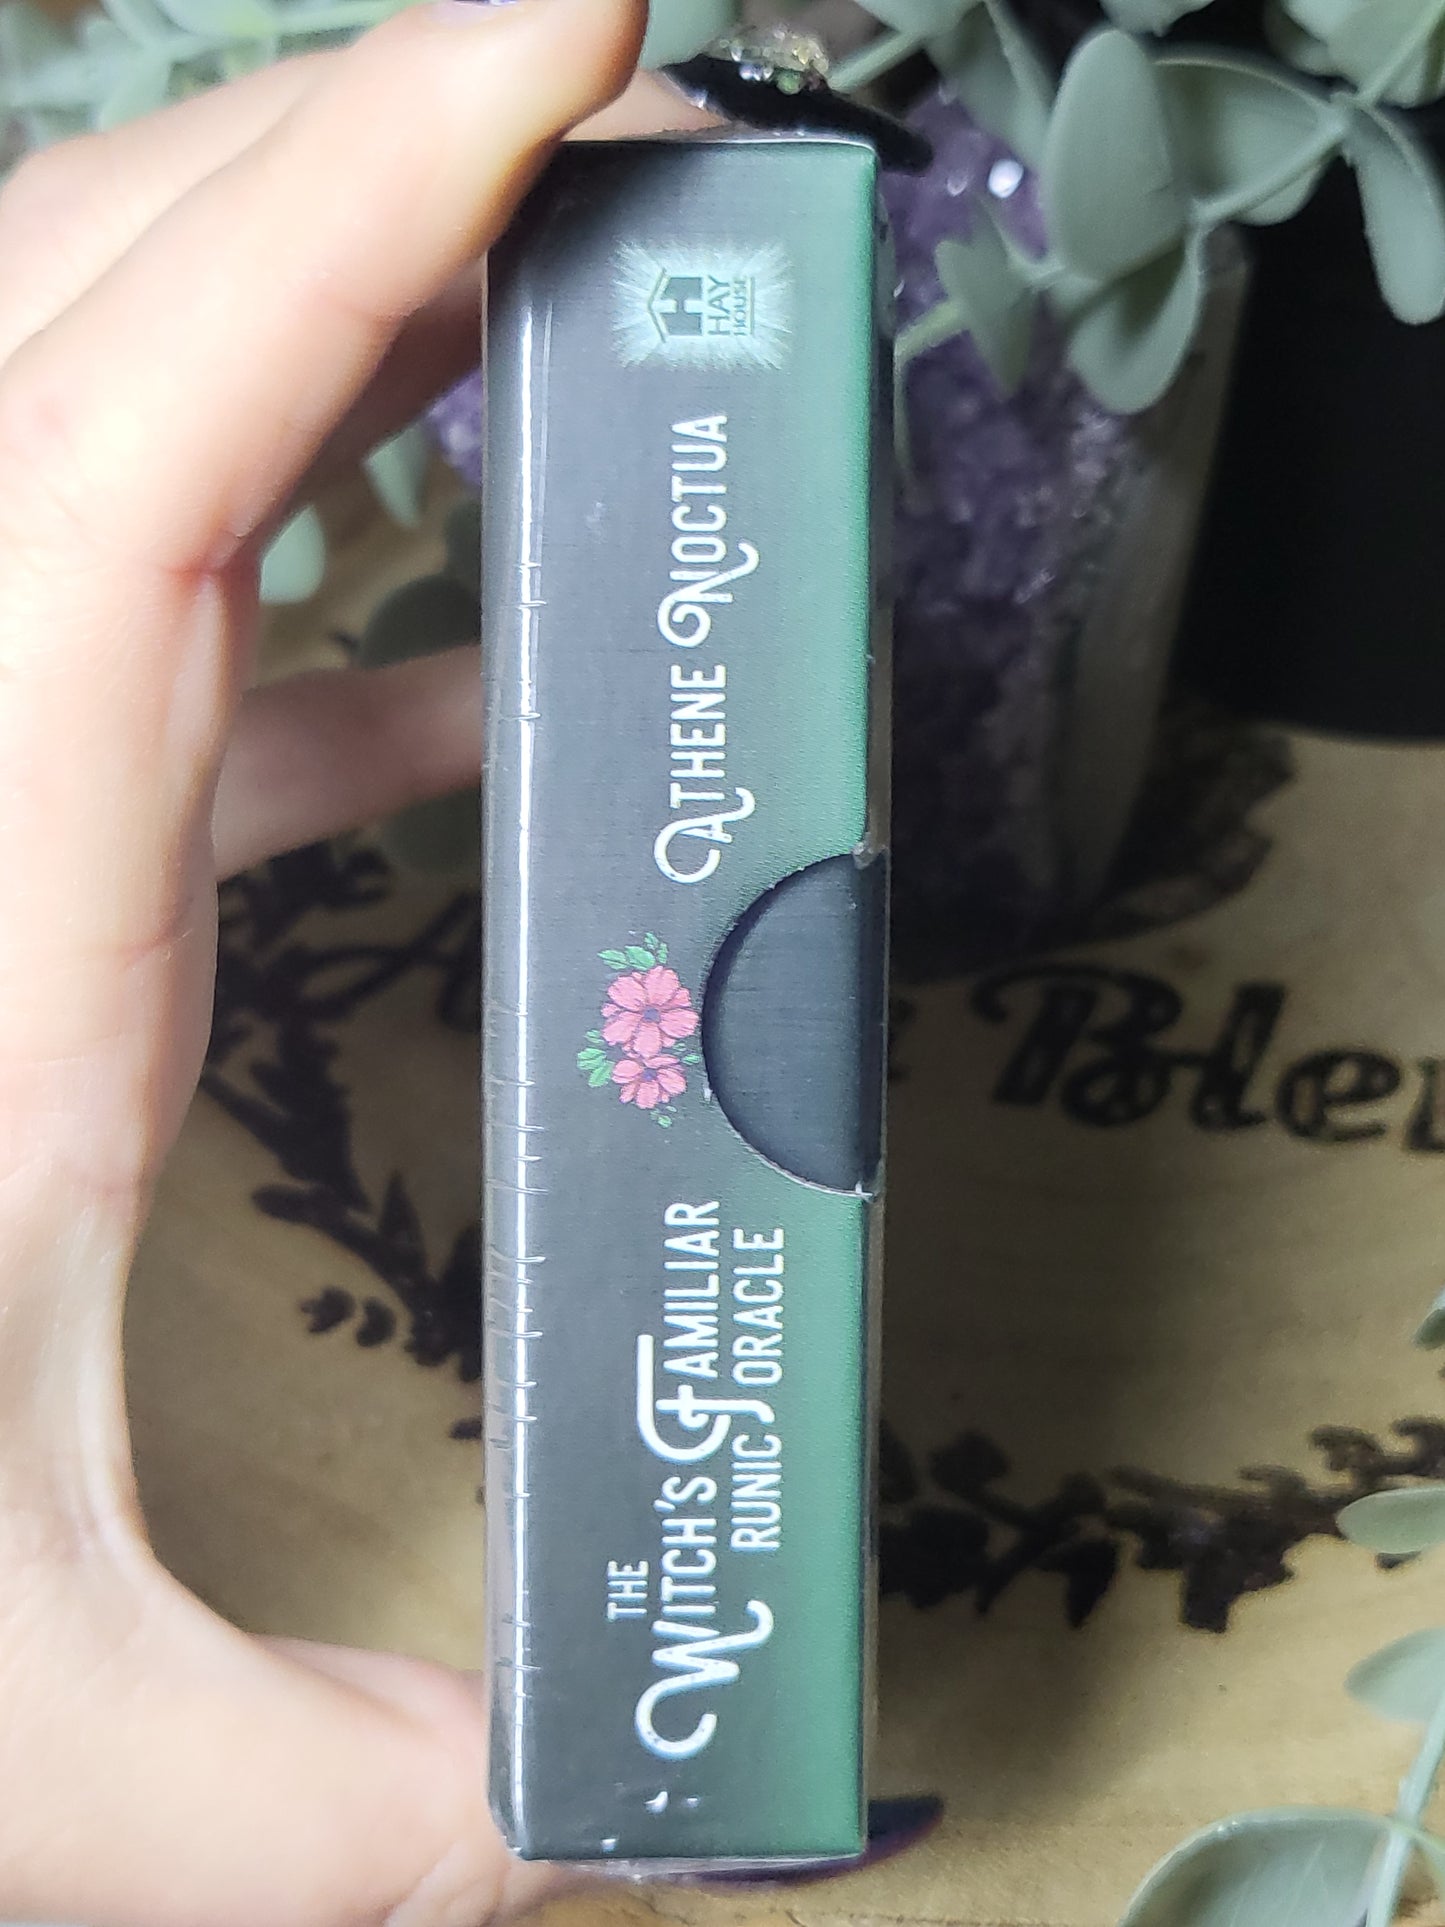 THE
WITCH'S FAMILIAR
RUNIC ORACLE
ATHENE NOCTUA
HAY
HOUSE